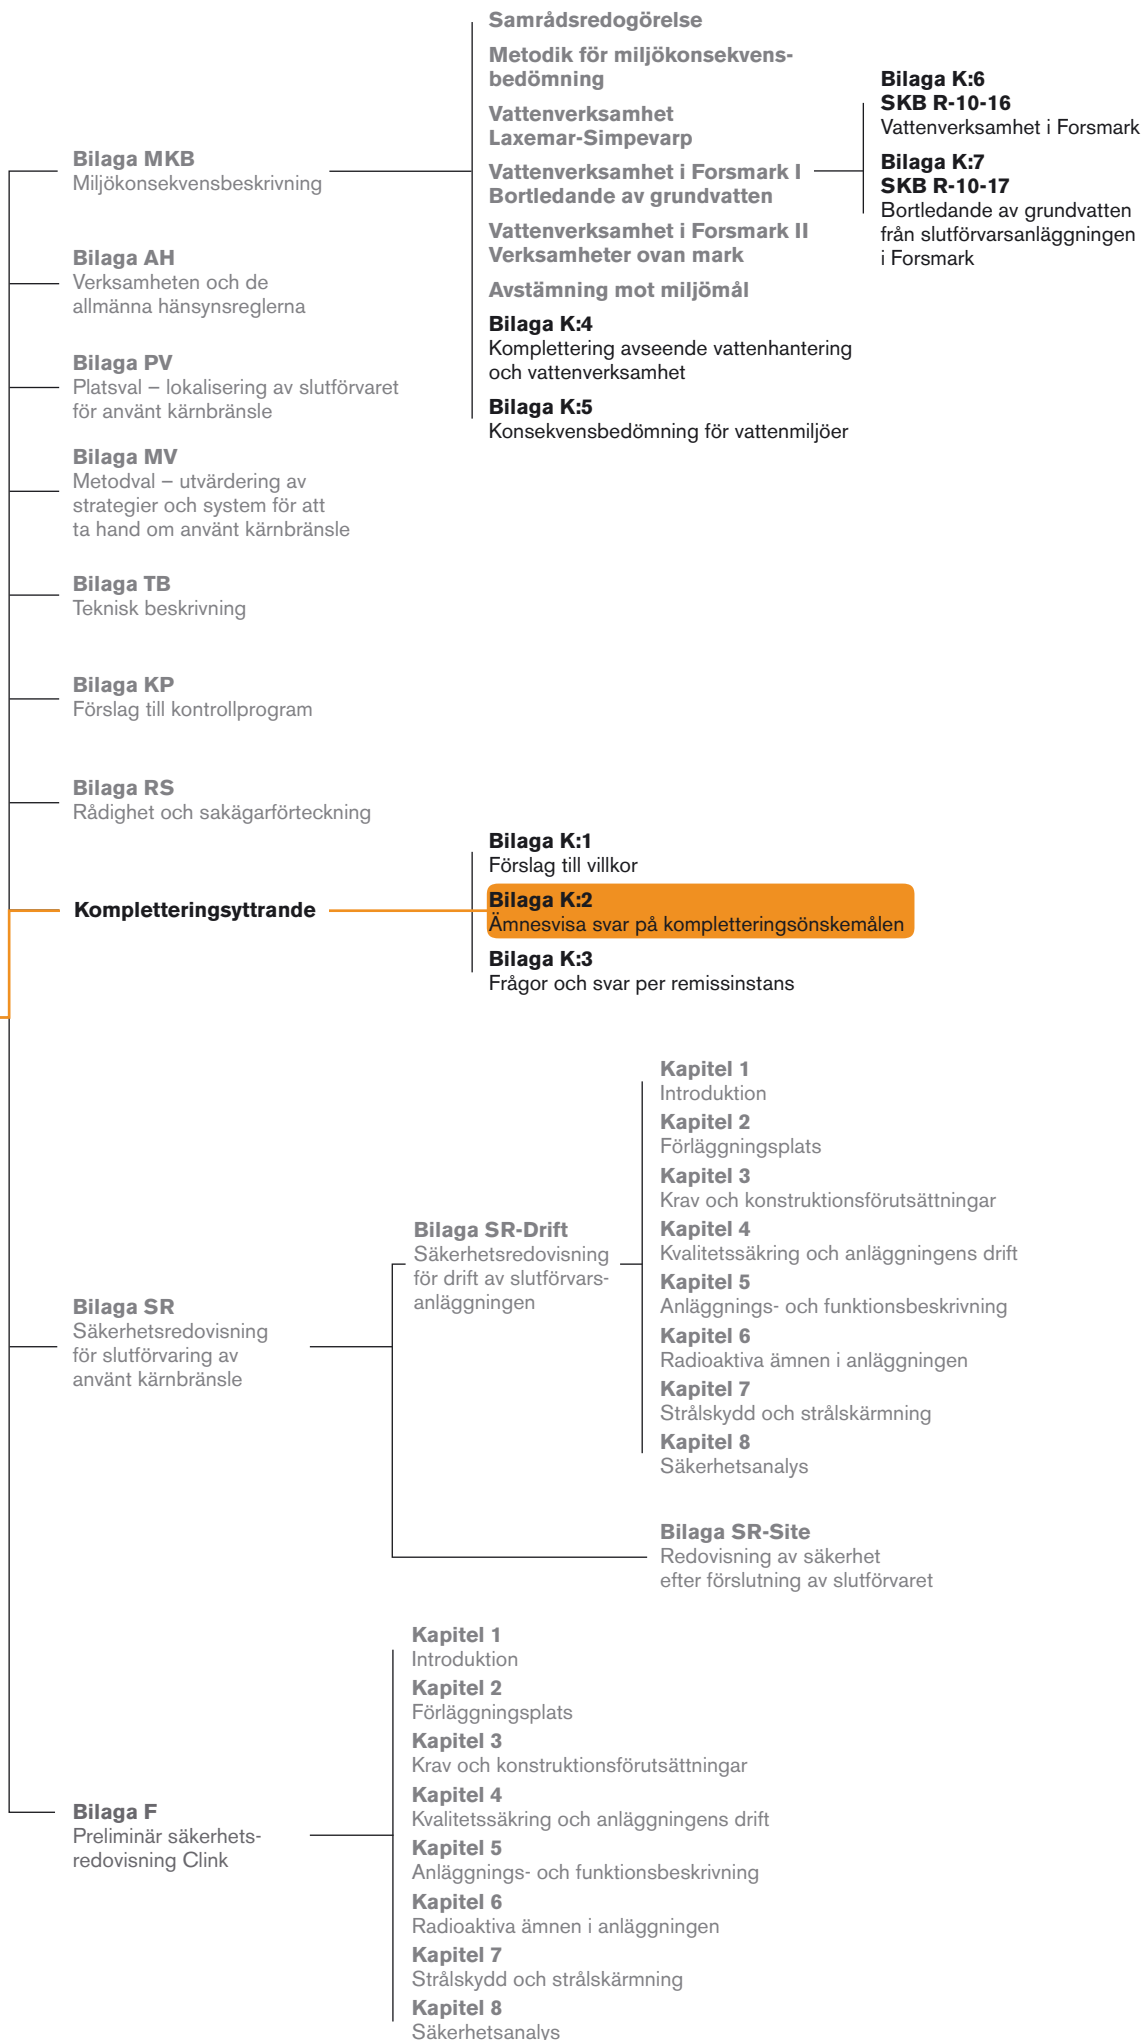 Samrådsredogörelse
Metodik för miljökonsekvens-
bedömning
Vattenverksamhet
Laxemar-Simpevarp
Vattenverksamhet i Forsmark I
Bortledande av grundvatten
Vattenverksamhet i Forsmark II
Verksamheter ovan mark
Avstämning mot miljömål
Bilaga K:4
Komplettering avseende vattenhantering
och vattenverksamhet
Bilaga K:5
Konsekvensbedömning för vattenmiljöer
Bilaga K:6
SKB R-10-16
Vattenverksamhet i Forsmark
Bilaga K:7
SKB R-10-17
Bortledande av grundvatten
från slutförvarsanläggningen
i Forsmark
Bilaga MKB
Miljökonsekvensbeskrivning
Bilaga AH
Verksamheten och de
allmänna hänsynsreglerna
Bilaga PV
Platsval – lokalisering av slutförvaret
för använt kärnbränsle
Bilaga MV
Metodval – utvärdering av
strategier och system för att
ta hand om använt kärnbränsle
Bilaga TB
Teknisk beskrivning
Bilaga KP
Förslag till kontrollprogram
Bilaga RS
Rådighet och sakägarförteckning
Kompletteringsyttrande
Bilaga K:1
Förslag till villkor
Bilaga K:2
Ämnesvisa svar på kompletteringsönskemålen
Bilaga K:3
Frågor och svar per remissinstans
Bilaga SR
Säkerhetsredovisning
för slutförvaring av
använt kärnbränsle
Bilaga SR-Drift
Säkerhetsredovisning
för drift av slutförvars-
anläggningen
Kapitel 1
Introduktion
Kapitel 2
Förläggningsplats
Kapitel 3
Krav och konstruktionsförutsättningar
Kapitel 4
Kvalitetssäkring och anläggningens drift
Kapitel 5
Anläggnings- och funktionsbeskrivning
Kapitel 6
Radioaktiva ämnen i anläggningen
Kapitel 7
Strålskydd och strålskärmning
Kapitel 8
Säkerhetsanalys
Bilaga SR-Site
Redovisning av säkerhet
efter förslutning av slutförvaret
Bilaga F
Preliminär säkerhets-
redovisning Clink
Kapitel 1
Introduktion
Kapitel 2
Förläggningsplats
Kapitel 3
Krav och konstruktionsförutsättningar
Kapitel 4
Kvalitetssäkring och anläggningens drift
Kapitel 5
Anläggnings- och funktionsbeskrivning
Kapitel 6
Radioaktiva ämnen i anläggningen
Kapitel 7
Strålskydd och strålskärmning
Kapitel 8
Säkerhetsanalys